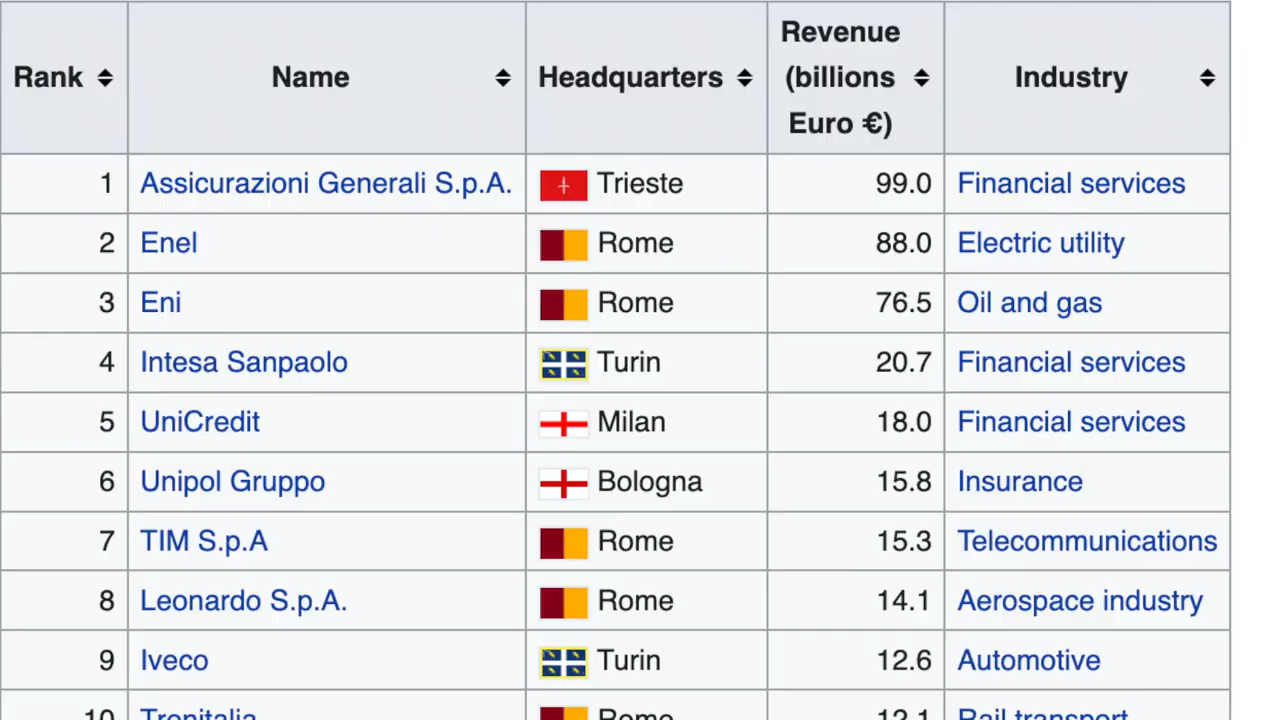 Rank Name Headquarters Revenue (billions Euro €) Industry
1 Assicurazioni Generali S.p.A. Trieste 99.0 Financial services
2 Enel Rome 88.0 Electric utility
3 Eni Rome 76.5 Oil and gas
4 Intesa Sanpaolo Turin 20.7 Financial services
5 UniCredit Milan 18.0 Financial services
6 Unipol Gruppo Bologna 15.8 Insurance
7 TIM S.p.A Rome 15.3 Telecommunications
8 Leonardo S.p.A. Rome 14.1 Aerospace industry
9 Iveco Turin 12.6 Automotive
10 Trenitalia Rome 12.1 Rail transport